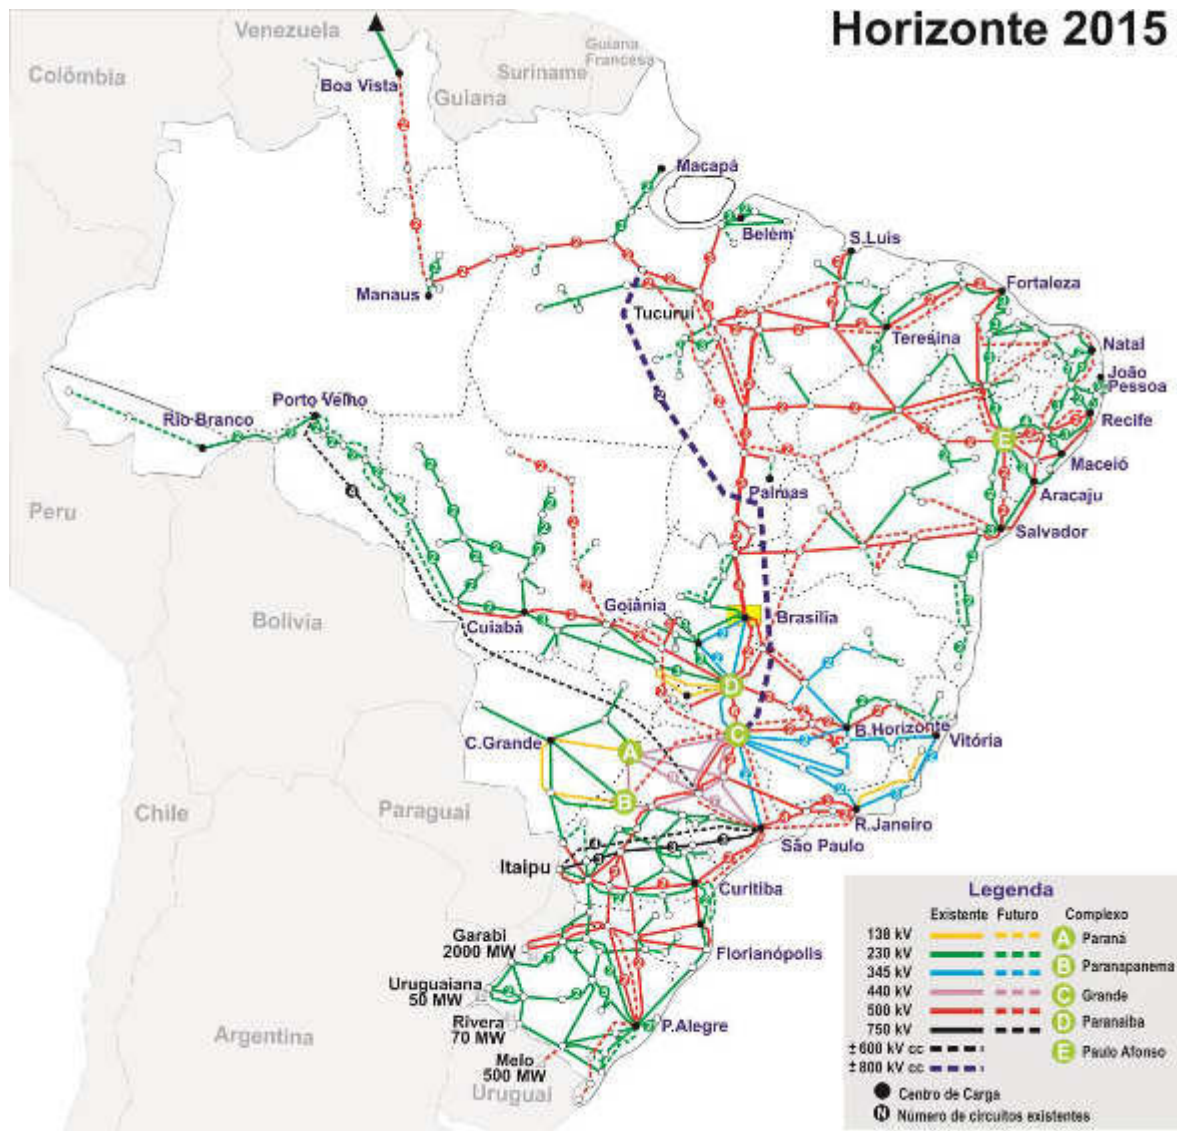 Horizonte 2015
Venezuela
Guiana
Francesa
Colômbia
Suriname
Boa Vista
Guiana
Macapá
Belém
S.Luis
Manaus
Fortaleza
Tucuruí
Teresina
Natal
João
Pessoa
Porto Velho
Rio Branco
Recife
E
Maceió
Palmas
Aracaju
Peru
Salvador
Goiânia
Brasília
Bolívia
Cuiabá
D
C.Grande
A
C
B.Horizonte
Vitória
B
Chile
Paraguai
R.Janeiro
São Paulo
Itaipu
Curitiba
Garabi
2000 MW
Florianópolis
Uruguaiana
50 MW
Rivera
70 MW
P.Alegre
Argentina
Melo
500 MW
Uruguai
Legenda
Existente Futuro Complexo
138 kV A Paraná
230 kV B Paranapanema
345 kV
440 kV C Grande
500 kV D Paranaiba
750 kV
±600 kV cc E Paulo Afonso
±800 kV cc
Centro de Carga
N Número de circuitos existentes